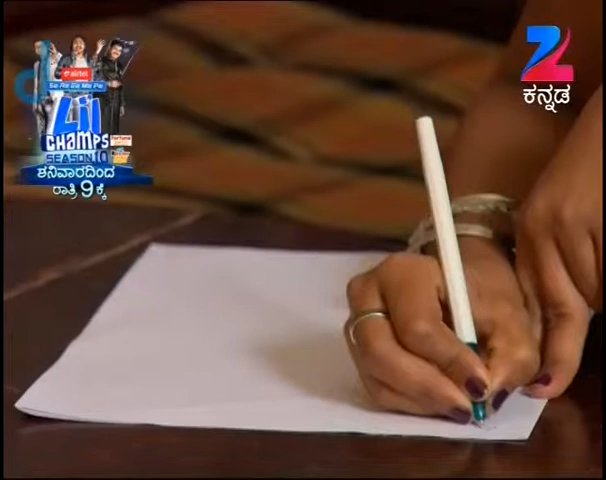 airtel
Sa Re Ga Ma Pa
Lil
CHAMPS
SEASON 10
ಶನಿವಾರದಿಂದ
ರಾತ್ರಿ 9 ಕ್ಕೆ
ಕನ್ನಡ